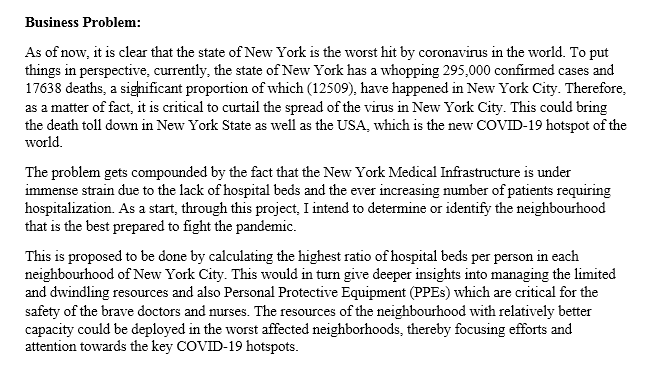 Business Problem:
As of now, it is clear that the state of New York is the worst hit by coronavirus in the world. To put
things in perspective, currently, the state of New York has a whopping 295,000 confirmed cases and
17638 deaths, a significant proportion of which (12509), have happened in New York City. Therefore,
as a matter of fact, it is critical to curtail the spread of the virus in New York City. This could bring
the death toll down in New York State as well as the USA, which is the new COVID-19 hotspot of the
world.
The problem gets compounded by the fact that the New York Medical Infrastructure is under
immense strain due to the lack of hospital beds and the ever increasing number of patients requiring
hospitalization. As a start, through this project, I intend to determine or identify the neighbourhood
that is the best prepared to fight the pandemic.
This is proposed to be done by calculating the highest ratio of hospital beds per person in each
neighbourhood of New York City. This would in turn give deeper insights into managing the limited
and dwindling resources and also Personal Protective Equipment (PPEs) which are critical for the
safety of the brave doctors and nurses. The resources of the neighbourhood with relatively better
capacity could be deployed in the worst affected neighborhoods, thereby focusing efforts and
attention towards the key COVID-19 hotspots.